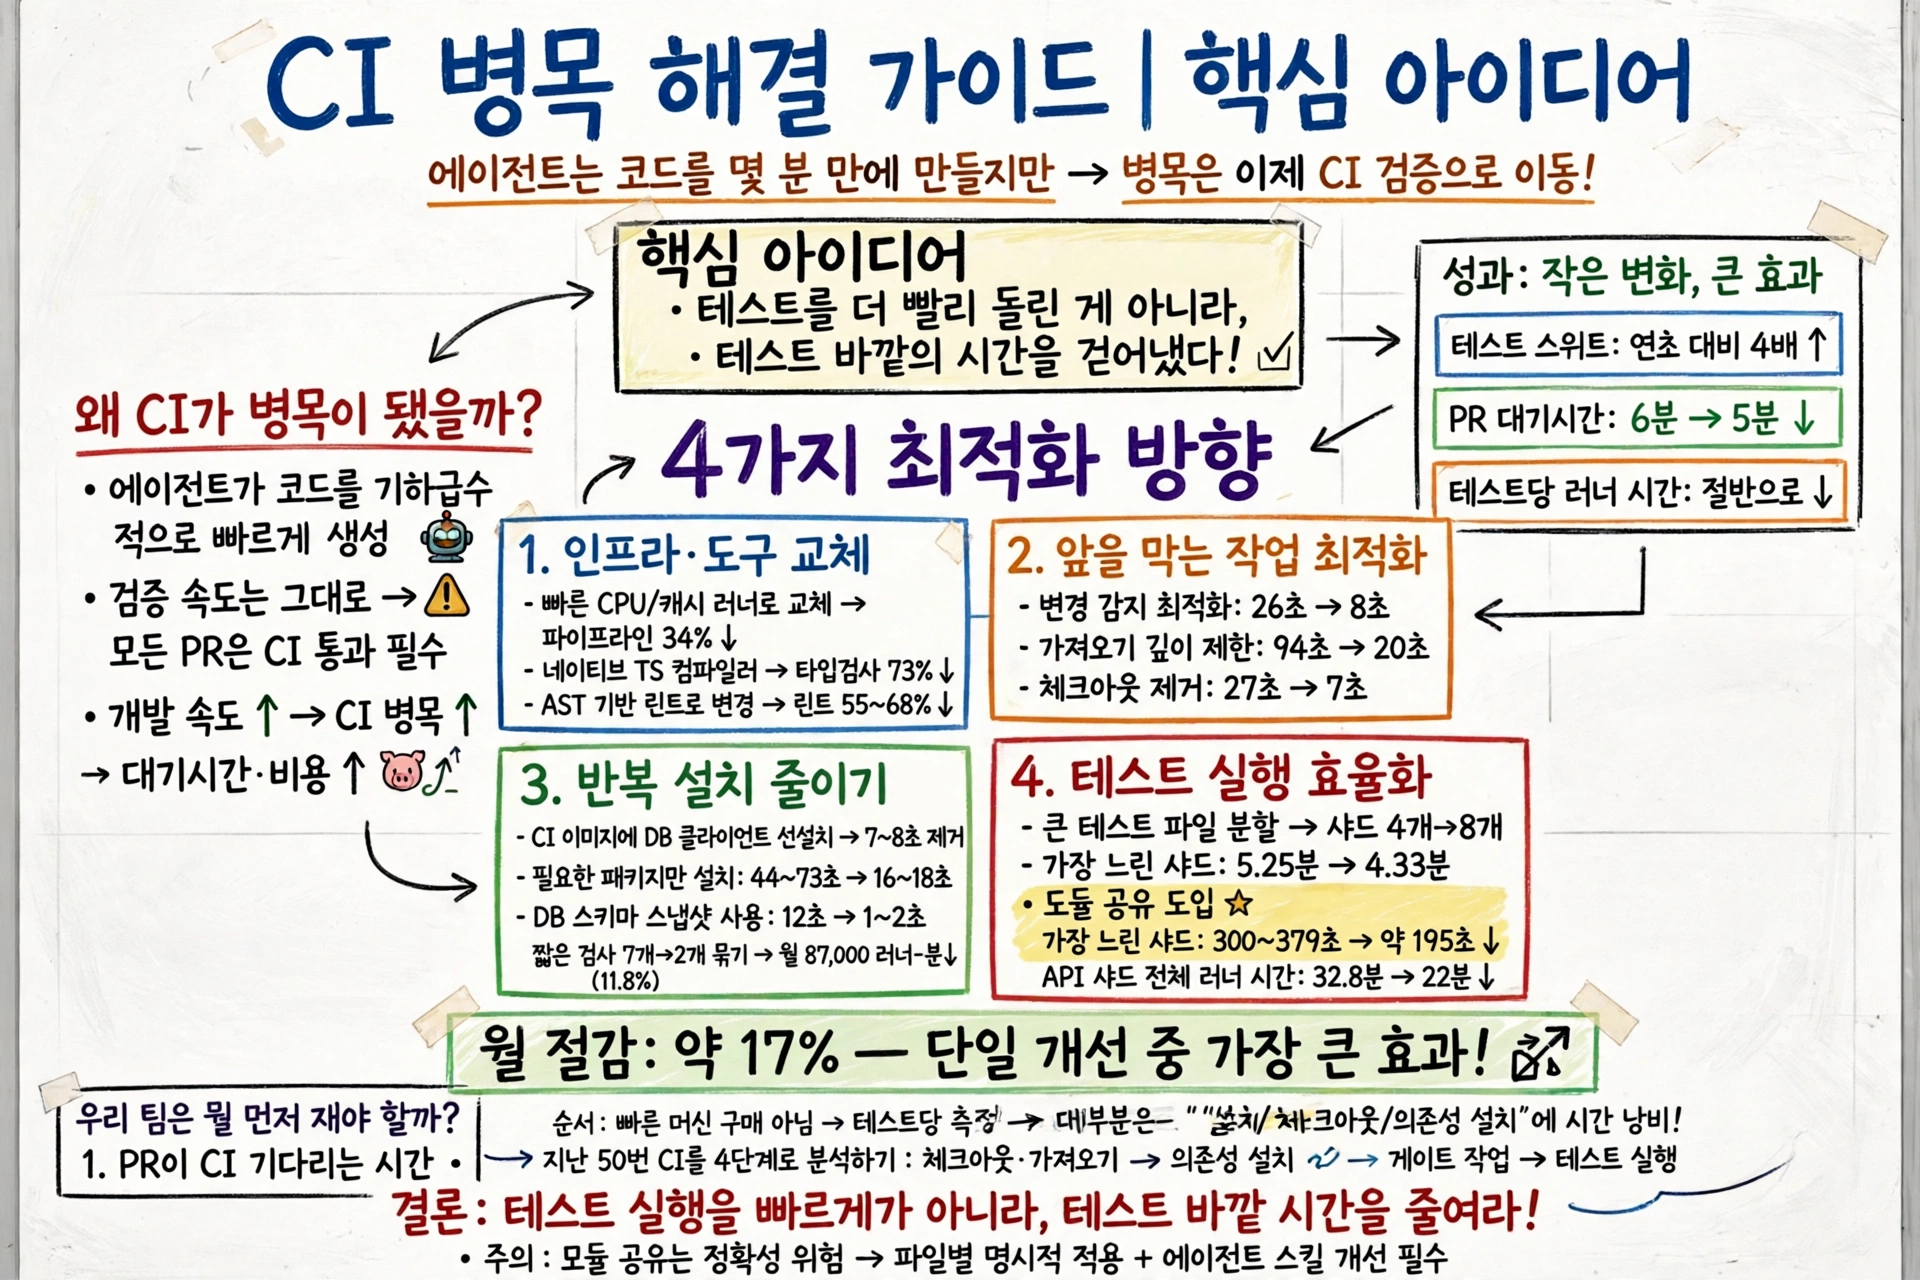 CI 병목 해결 가이드 | 핵심 아이디어
에이전트는 코드를 몇 분 만에 만들지만 → 병목은 이제 CI 검증으로 이동!
핵심 아이디어
• 테스트를 더 빨리 돌린 게 아니라,
• 테스트 바깥의 시간을 걷어냈다!
성과: 작은 변화, 큰 효과
테스트 스위트: 연초 대비 4배 ↑
PR 대기시간: 6분 → 5분 ↓
테스트당 러너 시간: 절반으로 ↓
왜 CI가 병목이 됐을까?
• 에이전트가 코드를 기하급수
적으로 빠르게 생성
• 검증 속도는 그대로 →
모든 PR은 CI 통과 필수
• 개발 속도 ↑ → CI 병목 ↑
→ 대기시간·비용 ↑
4가지 최적화 방향
1. 인프라·도구 교체
- 빠른 CPU/캐시 러너로 교체 →
파이프라인 34% ↓
- 네이티브 TS 컴파일러 → 타입검사 73% ↓
- AST 기반 린트로 변경 → 린트 55~68% ↓
2. 앞을 막는 작업 최적화
- 변경 감지 최적화: 26초 → 8초
- 가져오기 깊이 제한: 94초 → 20초
- 체크아웃 제거: 27초 → 7초
3. 반복 설치 줄이기
- CI 이미지에 DB 클라이언트 선설치 → 7~8초 제거
- 필요한 패키지만 설치: 44~73초 → 16~18초
- DB 스키마 스냅샷 사용: 12초 → 1~2초
짧은 검사 7개→2개 묶기 → 월 87,000 러너-분↓
(11.8%)
4. 테스트 실행 효율화
- 큰 테스트 파일 분할 → 샤드 4개→8개
- 가장 느린 샤드: 5.25분 → 4.33분
• 도듈 공유 도입
가장 느린 샤드: 300~379초 → 약 195초 ↓
API 샤드 전체 러너 시간: 32.8분 → 22분 ↓
월 절감: 약 17% — 단일 개선 중 가장 큰 효과!
우리 팀은 뭘 먼저 재야 할까?
1. PR이 CI 기다리는 시간 •
순서: 빠른 머신 구매 아님 → 테스트당 측정 → 대부분은 /체크아웃/의존성 설치"에 시간 낭비!
지난 50번 CI를 4단계로 분석하기 : 체크아웃·가져오기 → 의존성 설치 → 게이트 작업 → 테스트 실행
결론: 테스트 실행을 빠르게가 아니라, 테스트 바깥 시간을 줄여라!
• 주의: 모듈 공유는 정확성 위험 → 파일별 명시적 적용 + 에이전트 스킬 개선 필수